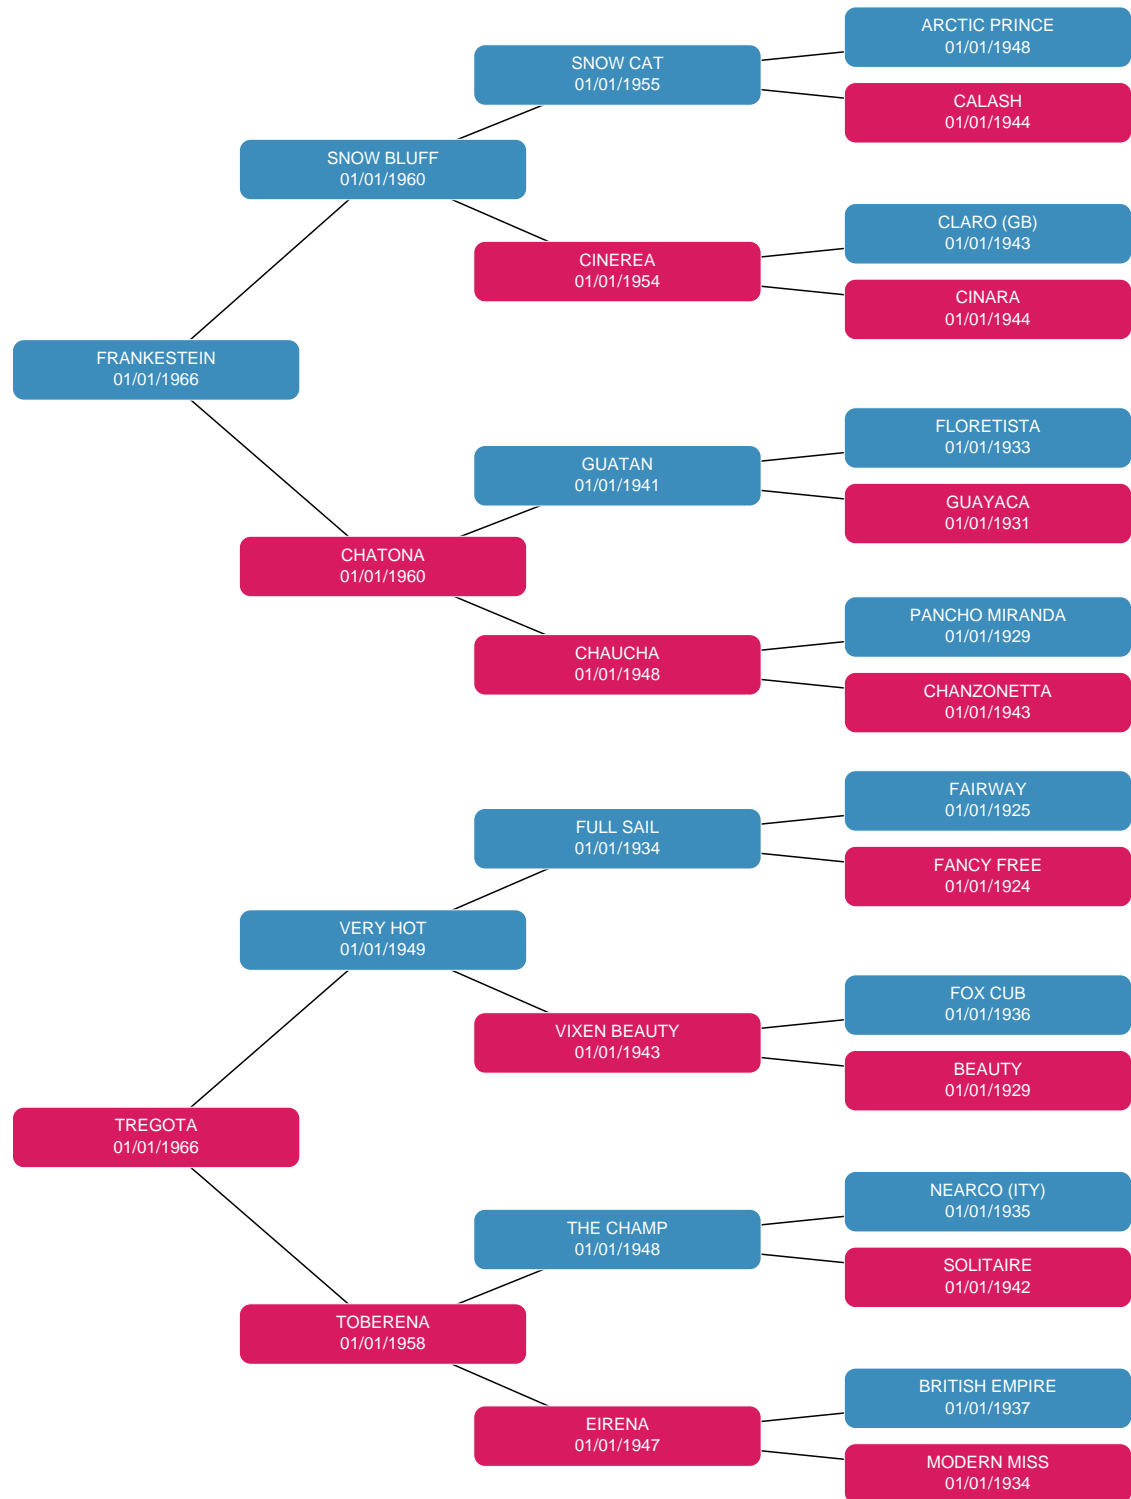 ARCTIC PRINCE
01/01/1948
SNOW CAT
01/01/1955
CALASH
01/01/1944
SNOW BLUFF
01/01/1960
CLARO (GB)
01/01/1943
CINEREA
01/01/1954
CINARA
01/01/1944
FRANKESTEIN
01/01/1966
FLORETISTA
01/01/1933
GUATAN
01/01/1941
GUAYACA
01/01/1931
CHATONA
01/01/1960
PANCHO MIRANDA
01/01/1929
CHAUCHA
01/01/1948
CHANZONETTA
01/01/1943
FAIRWAY
01/01/1925
FULL SAIL
01/01/1934
FANCY FREE
01/01/1924
VERY HOT
01/01/1949
FOX CUB
01/01/1936
VIXEN BEAUTY
01/01/1943
BEAUTY
01/01/1929
TREGOTA
01/01/1966
NEARCO (ITY)
01/01/1935
THE CHAMP
01/01/1948
SOLITAIRE
01/01/1942
TOBERENA
01/01/1958
BRITISH EMPIRE
01/01/1937
EIRENA
01/01/1947
MODERN MISS
01/01/1934